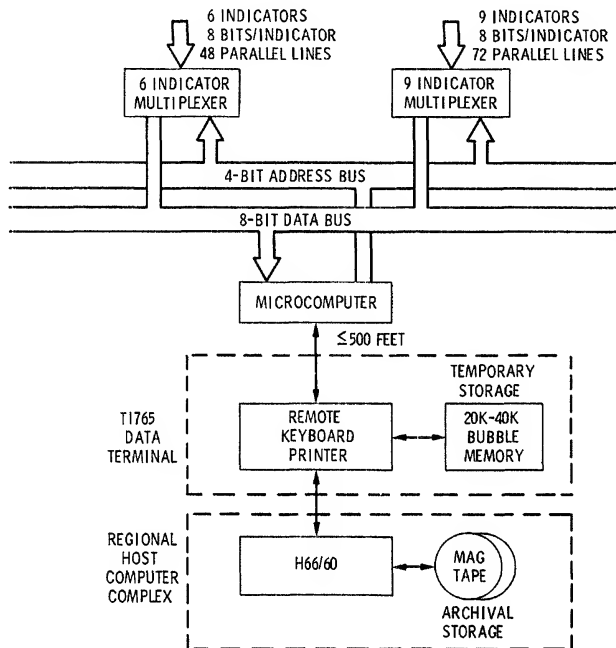 6 INDICATORS
8 BITS/INDICATOR
48 PARALLEL LINES
9 INDICATORS
8 BITS/INDICATOR
72 PARALLEL LINES
6 INDICATOR
MULTIPLEXER
9 INDICATOR
MULTIPLEXER
4-BIT ADDRESS BUS
8-BIT DATA BUS
MICROCOMPUTER
≤500 FEET
TI765
DATA
TERMINAL
REMOTE
KEYBOARD
PRINTER
TEMPORARY
STORAGE
20K-40K
BUBBLE
MEMORY
REGIONAL
HOST
COMPUTER
COMPLEX
H66/60
MAG
TAPE
ARCHIVAL
STORAGE